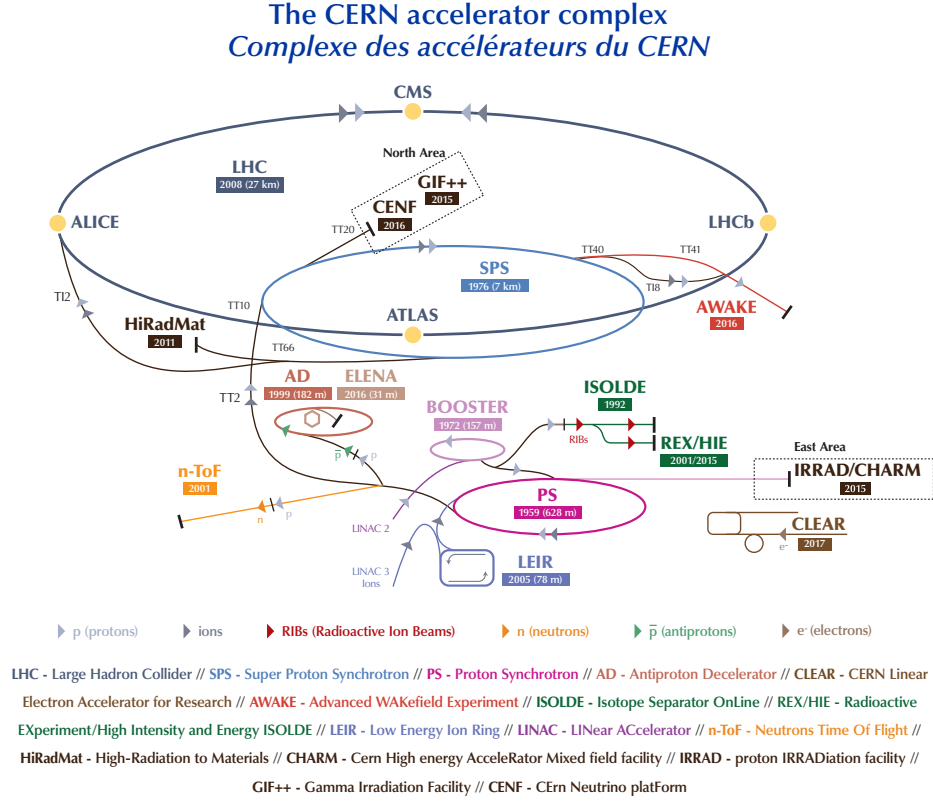 The CERN accelerator complex
Complexe des accélérateurs du CERN
CMS
North Area
LHC
2008 (27 km)
GIF++
2015
CENF
2016
ALICE
LHCb
TT20
TT40
TT41
SPS
1976 (7 km)
TI8
TI2
TT10
AWAKE
2016
ATLAS
HiRadMat
2011
TT66
AD
1999 (182 m)
ELENA
2016 (31 m)
TT2
ISOLDE
1992
BOOSTER
1972 (157 m)
RIBs
REX/HIE
2001/2015
East Area
p̅
p
IRRAD/CHARM
2015
n-ToF
2001
PS
1959 (628 m)
n
p
LINAC 2
CLEAR
2017
e-
LINAC 3
Ions
LEIR
2005 (78 m)
p (protons)
ions
RIBs (Radioactive Ion Beams)
n (neutrons)
p̅ (antiprotons)
e- (electrons)
LHC - Large Hadron Collider // SPS - Super Proton Synchrotron // PS - Proton Synchrotron // AD - Antiproton Decelerator // CLEAR - CERN Linear
Electron Accelerator for Research // AWAKE - Advanced WAKefield Experiment // ISOLDE - Isotope Separator OnLine // REX/HIE - Radioactive
EXperiment/High Intensity and Energy ISOLDE // LEIR - Low Energy Ion Ring // LINAC - LINear ACcelerator // n-ToF - Neutrons Time Of Flight //
HiRadMat - High-Radiation to Materials // CHARM - Cern High energy AcceleRator Mixed field facility // IRRAD - proton IRRADiation facility //
GIF++ - Gamma Irradiation Facility // CENF - CErn Neutrino platForm